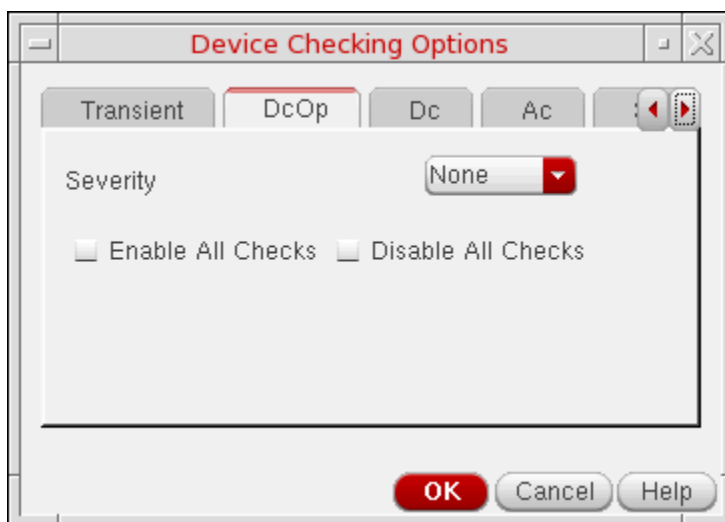 Device Checking Options
Transient DcOp Dc Ac
Severity None
Enable All Checks Disable All Checks
OK Cancel Help